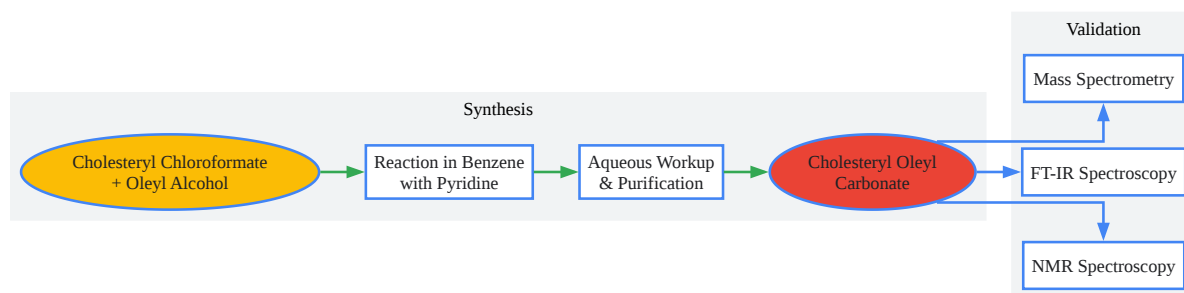 Validation
Mass Spectrometry
Synthesis
Cholesteryl Chloroformate
+ Oleyl Alcohol
Reaction in Benzene
with Pyridine
Aqueous Workup
& Purification
Cholesteryl Oleyl
Carbonate
FT-IR Spectroscopy
NMR Spectroscopy